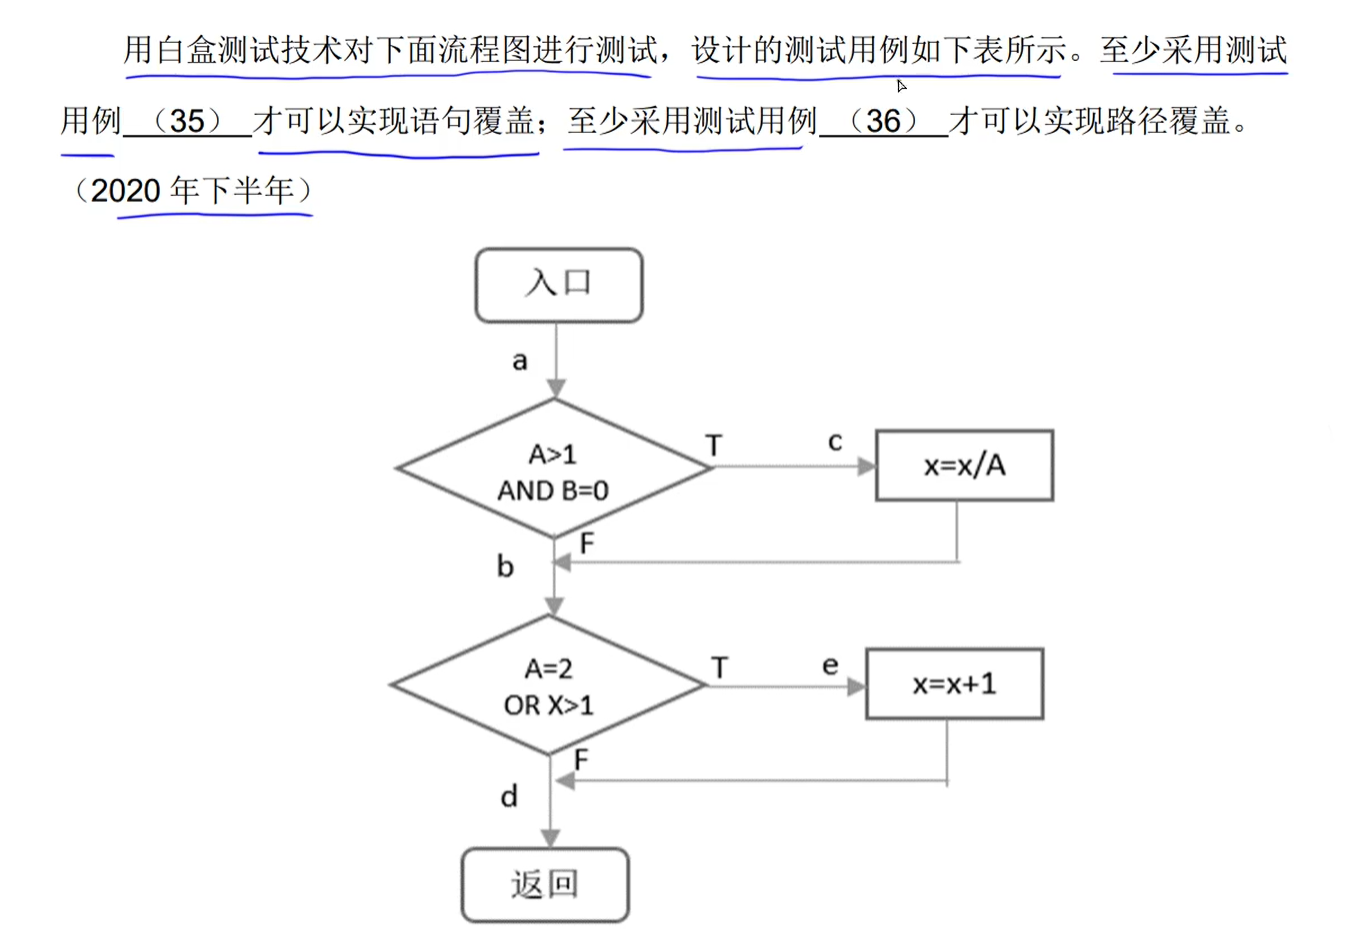 用白盒测试技术对下面流程图进行测试，设计的测试用例如下表所示。至少采用测试
用例（35）才可以实现语句覆盖；至少采用测试用例（36）才可以实现路径覆盖。
（2020 年下半年）
入口
a
A>1
AND B=0
T
c
x=x/A
F
b
A=2
OR X>1
T
e
x=x+1
F
d
返回